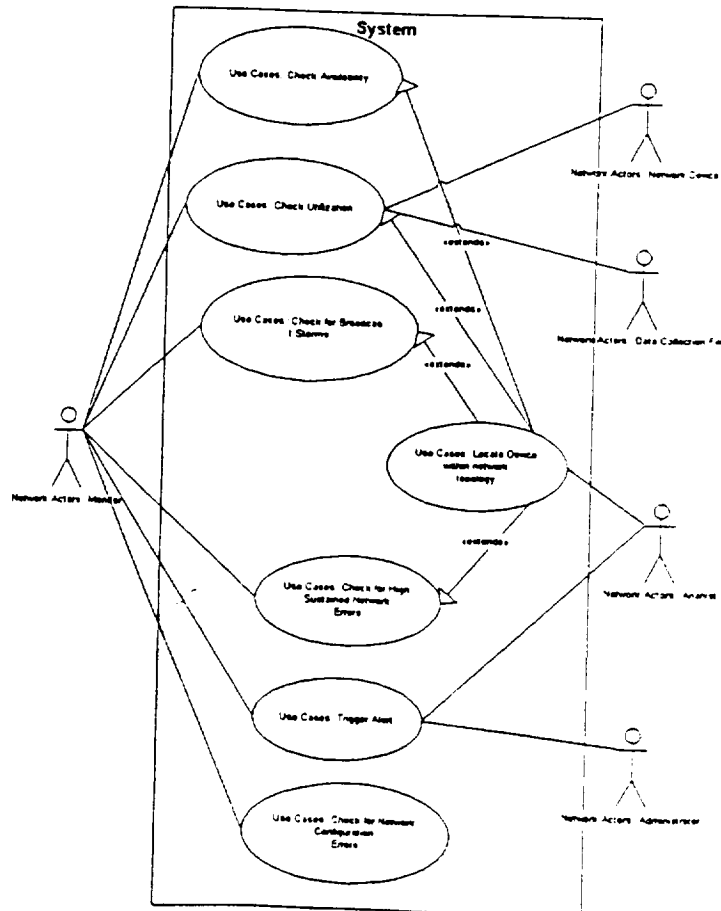 System
Use Cases: Check Availability
Network Actors: Network Device
Use Cases: Check Utilization
«extends»
Network Actors: Data Collection
«extends»
Use Cases: Check for Broadcas
t Storms
«extends»
Use Cases: Locate Device
within network
topology
Network Actors: Monitor
«extends»
Use Cases: Check for High
Sustained Network
Errors
Network Actors: Analyst
Use Cases: Trigger Alert
Network Actors: Administrator
Use Cases: Check for Network
Configuration
Errors